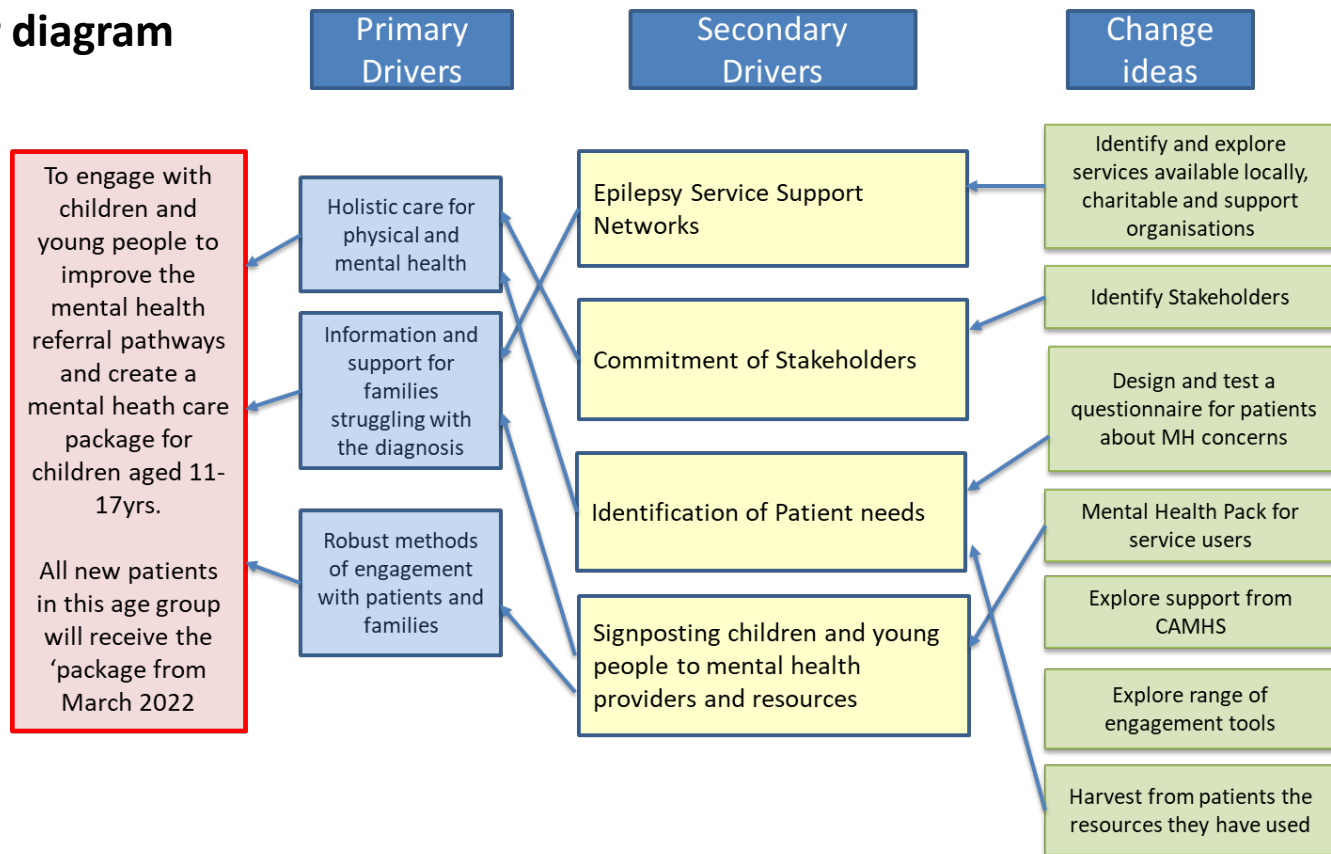 r diagram
Primary
Drivers
Secondary
Drivers
Change
ideas
To engage with
children and
young people to
improve the
mental health
referral pathways
and create a
mental heath care
package for
children aged 11-
17yrs.
All new patients
in this age group
will receive the
‘package from
March 2022
Holistic care for
physical and
mental health
Information and
support for
families
struggling with
the diagnosis
Robust methods
of engagement
with patients and
families
Epilepsy Service Support
Networks
Commitment of Stakeholders
Identification of Patient needs
Signposting children and young
people to mental health
providers and resources
Identify and explore
services available locally,
charitable and support
organisations
Identify Stakeholders
Design and test a
questionnaire for patients
about MH concerns
Mental Health Pack for
service users
Explore support from
CAMHS
Explore range of
engagement tools
Harvest from patients the
resources they have used